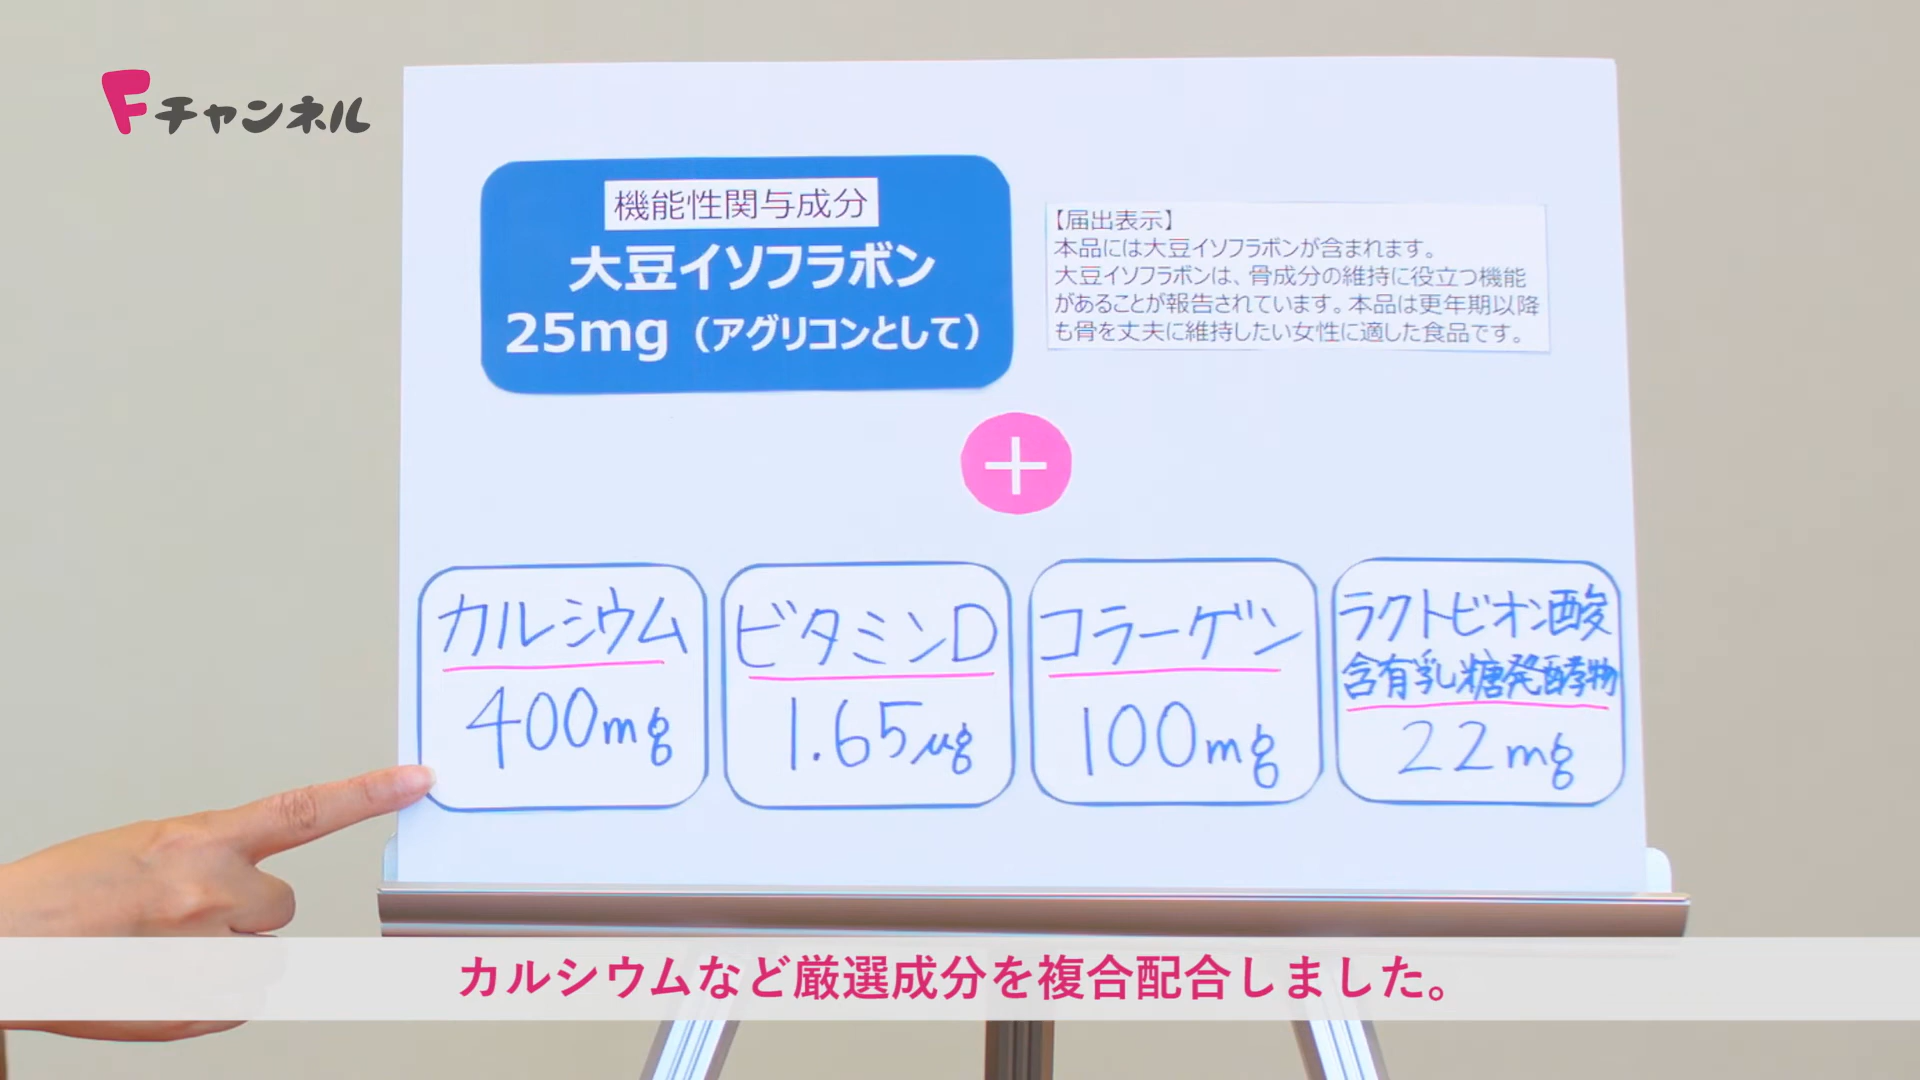 Fチャンネル
機能性関与成分
大豆イソフラボン
25mg（アグリコンとして）
【届出表示】
本品には大豆イソフラボンが含まれます。
大豆イソフラボンは、骨成分の維持に役立つ機能
があることが報告されています。本品は更年期以降
も骨を丈夫に維持したい女性に適した食品です。
+
カルシウム
400mg
ビタミンD
1.65μg
コラーゲン
100mg
ラクトビオン酸
含有乳糖発酵物
22mg
カルシウムなど厳選成分を複合配合しました。